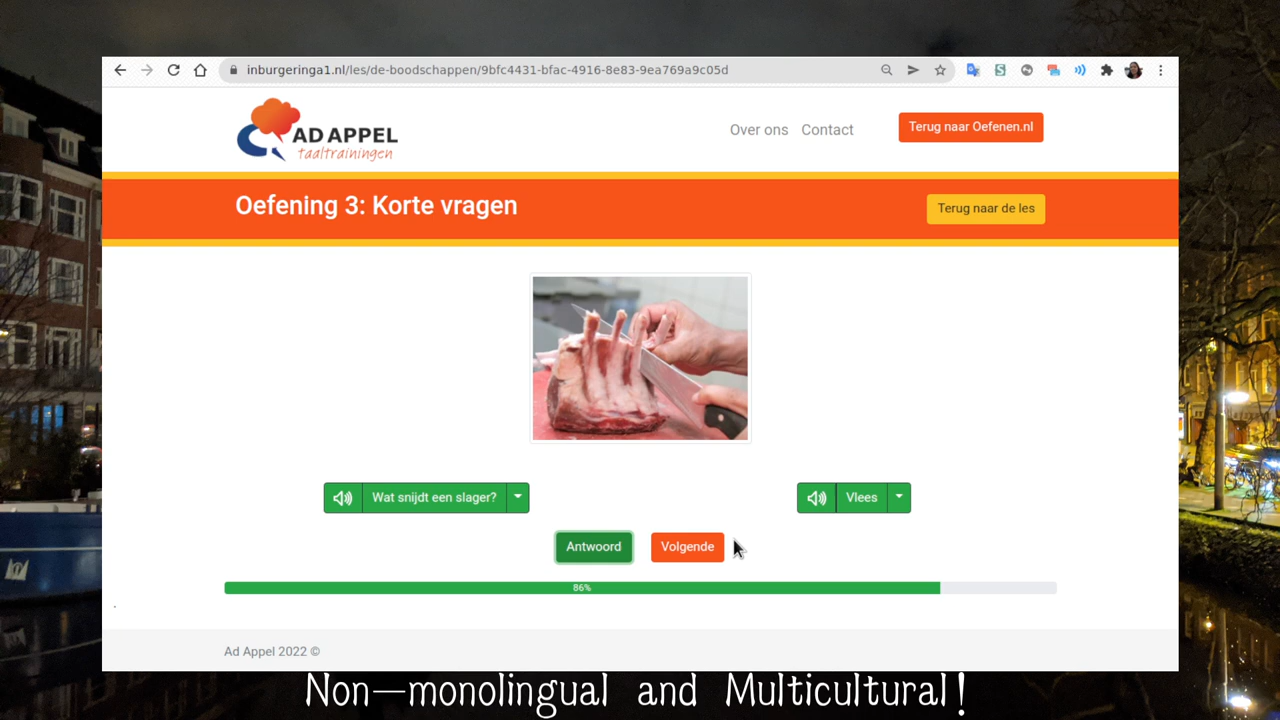 inburgeringa1.nl/les/de-boodschappen/9bfc4431-bfac-4916-8e83-9ea769a9c05d
AD APPEL
taaltrainingen
Over ons
Contact
Terug naar Oefenen.nl
Oefening 3: Korte vragen
Terug naar de les
Wat snijdt een slager?
Vlees
Antwoord
Volgende
86%
Ad Appel 2022 ©
Non-monolingual and Multicultural!